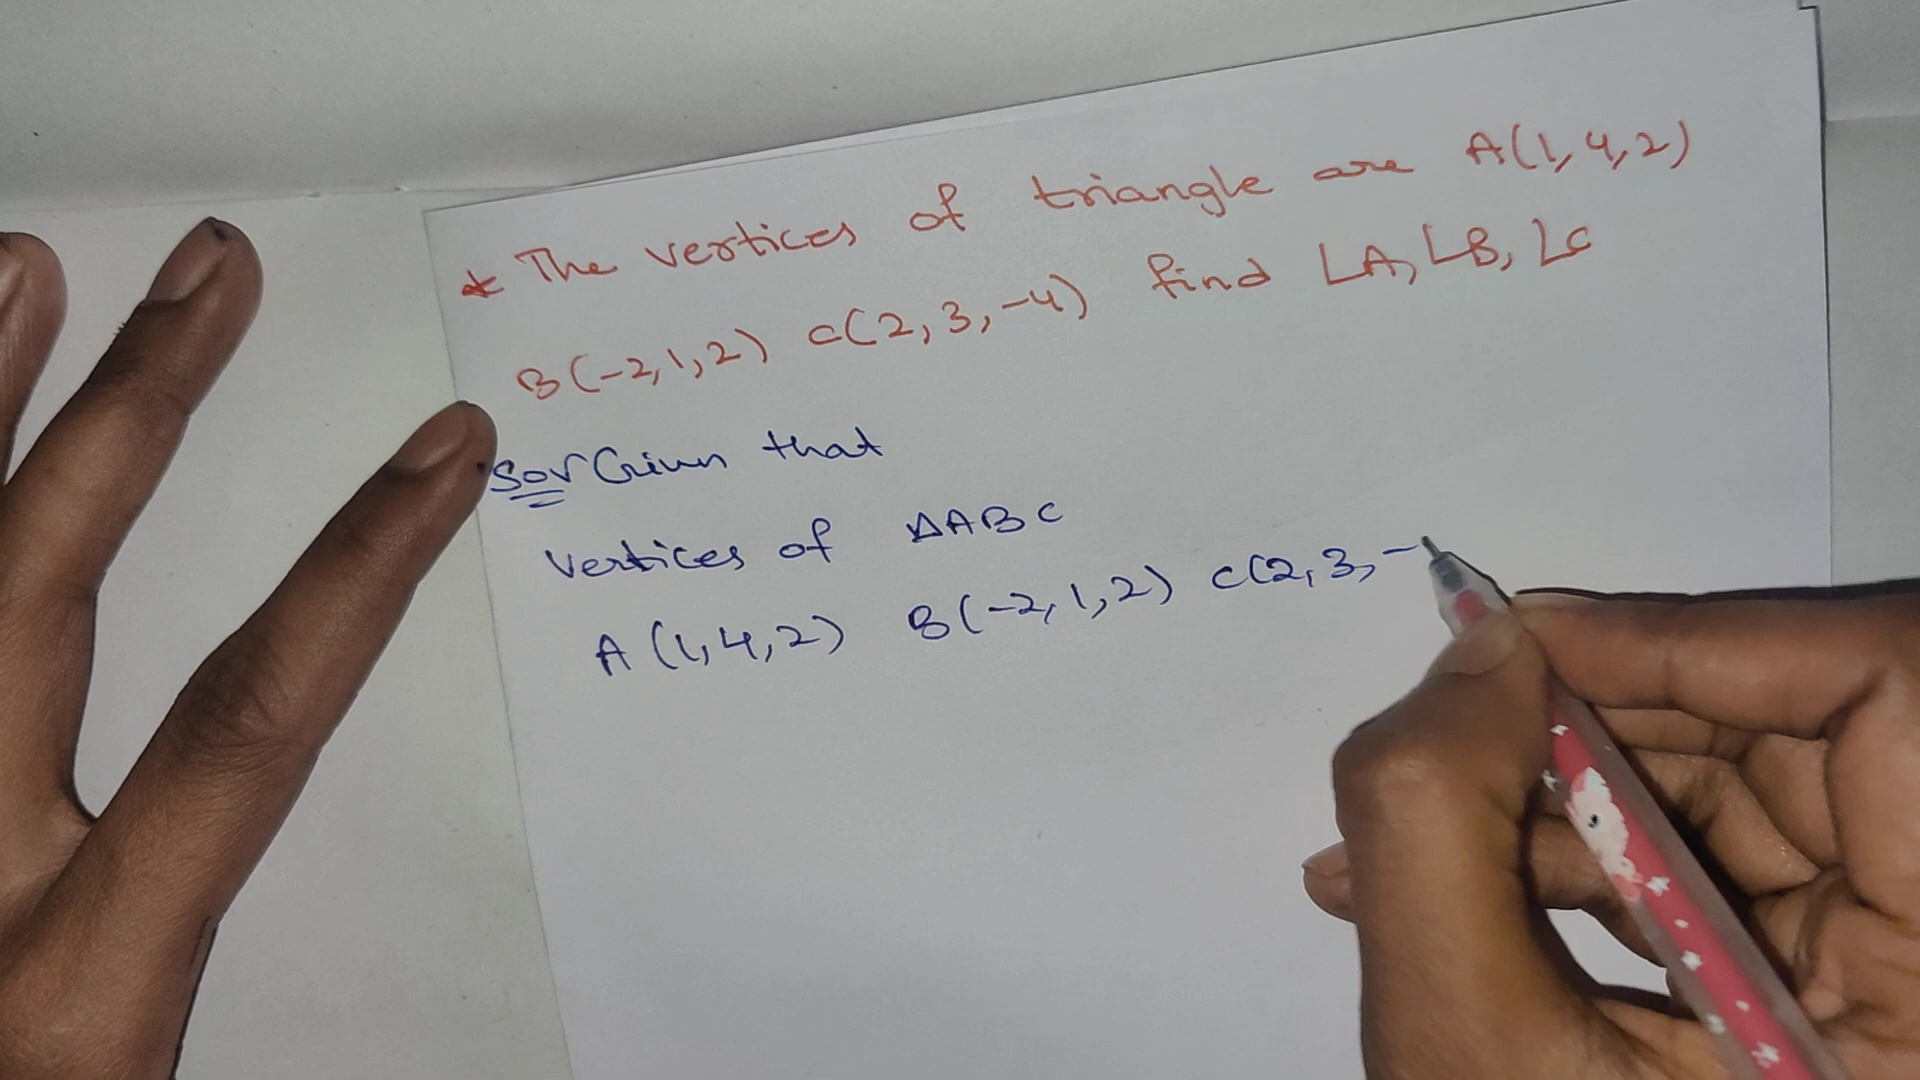 * The vertices of triangle are A(1,4,2)
B(-2,1,2) C(2,3,-4) find ∠A, ∠B, ∠C
Sol Given that
vertices of ΔABC
A(1,4,2) B(-2,1,2) C(2,3,-